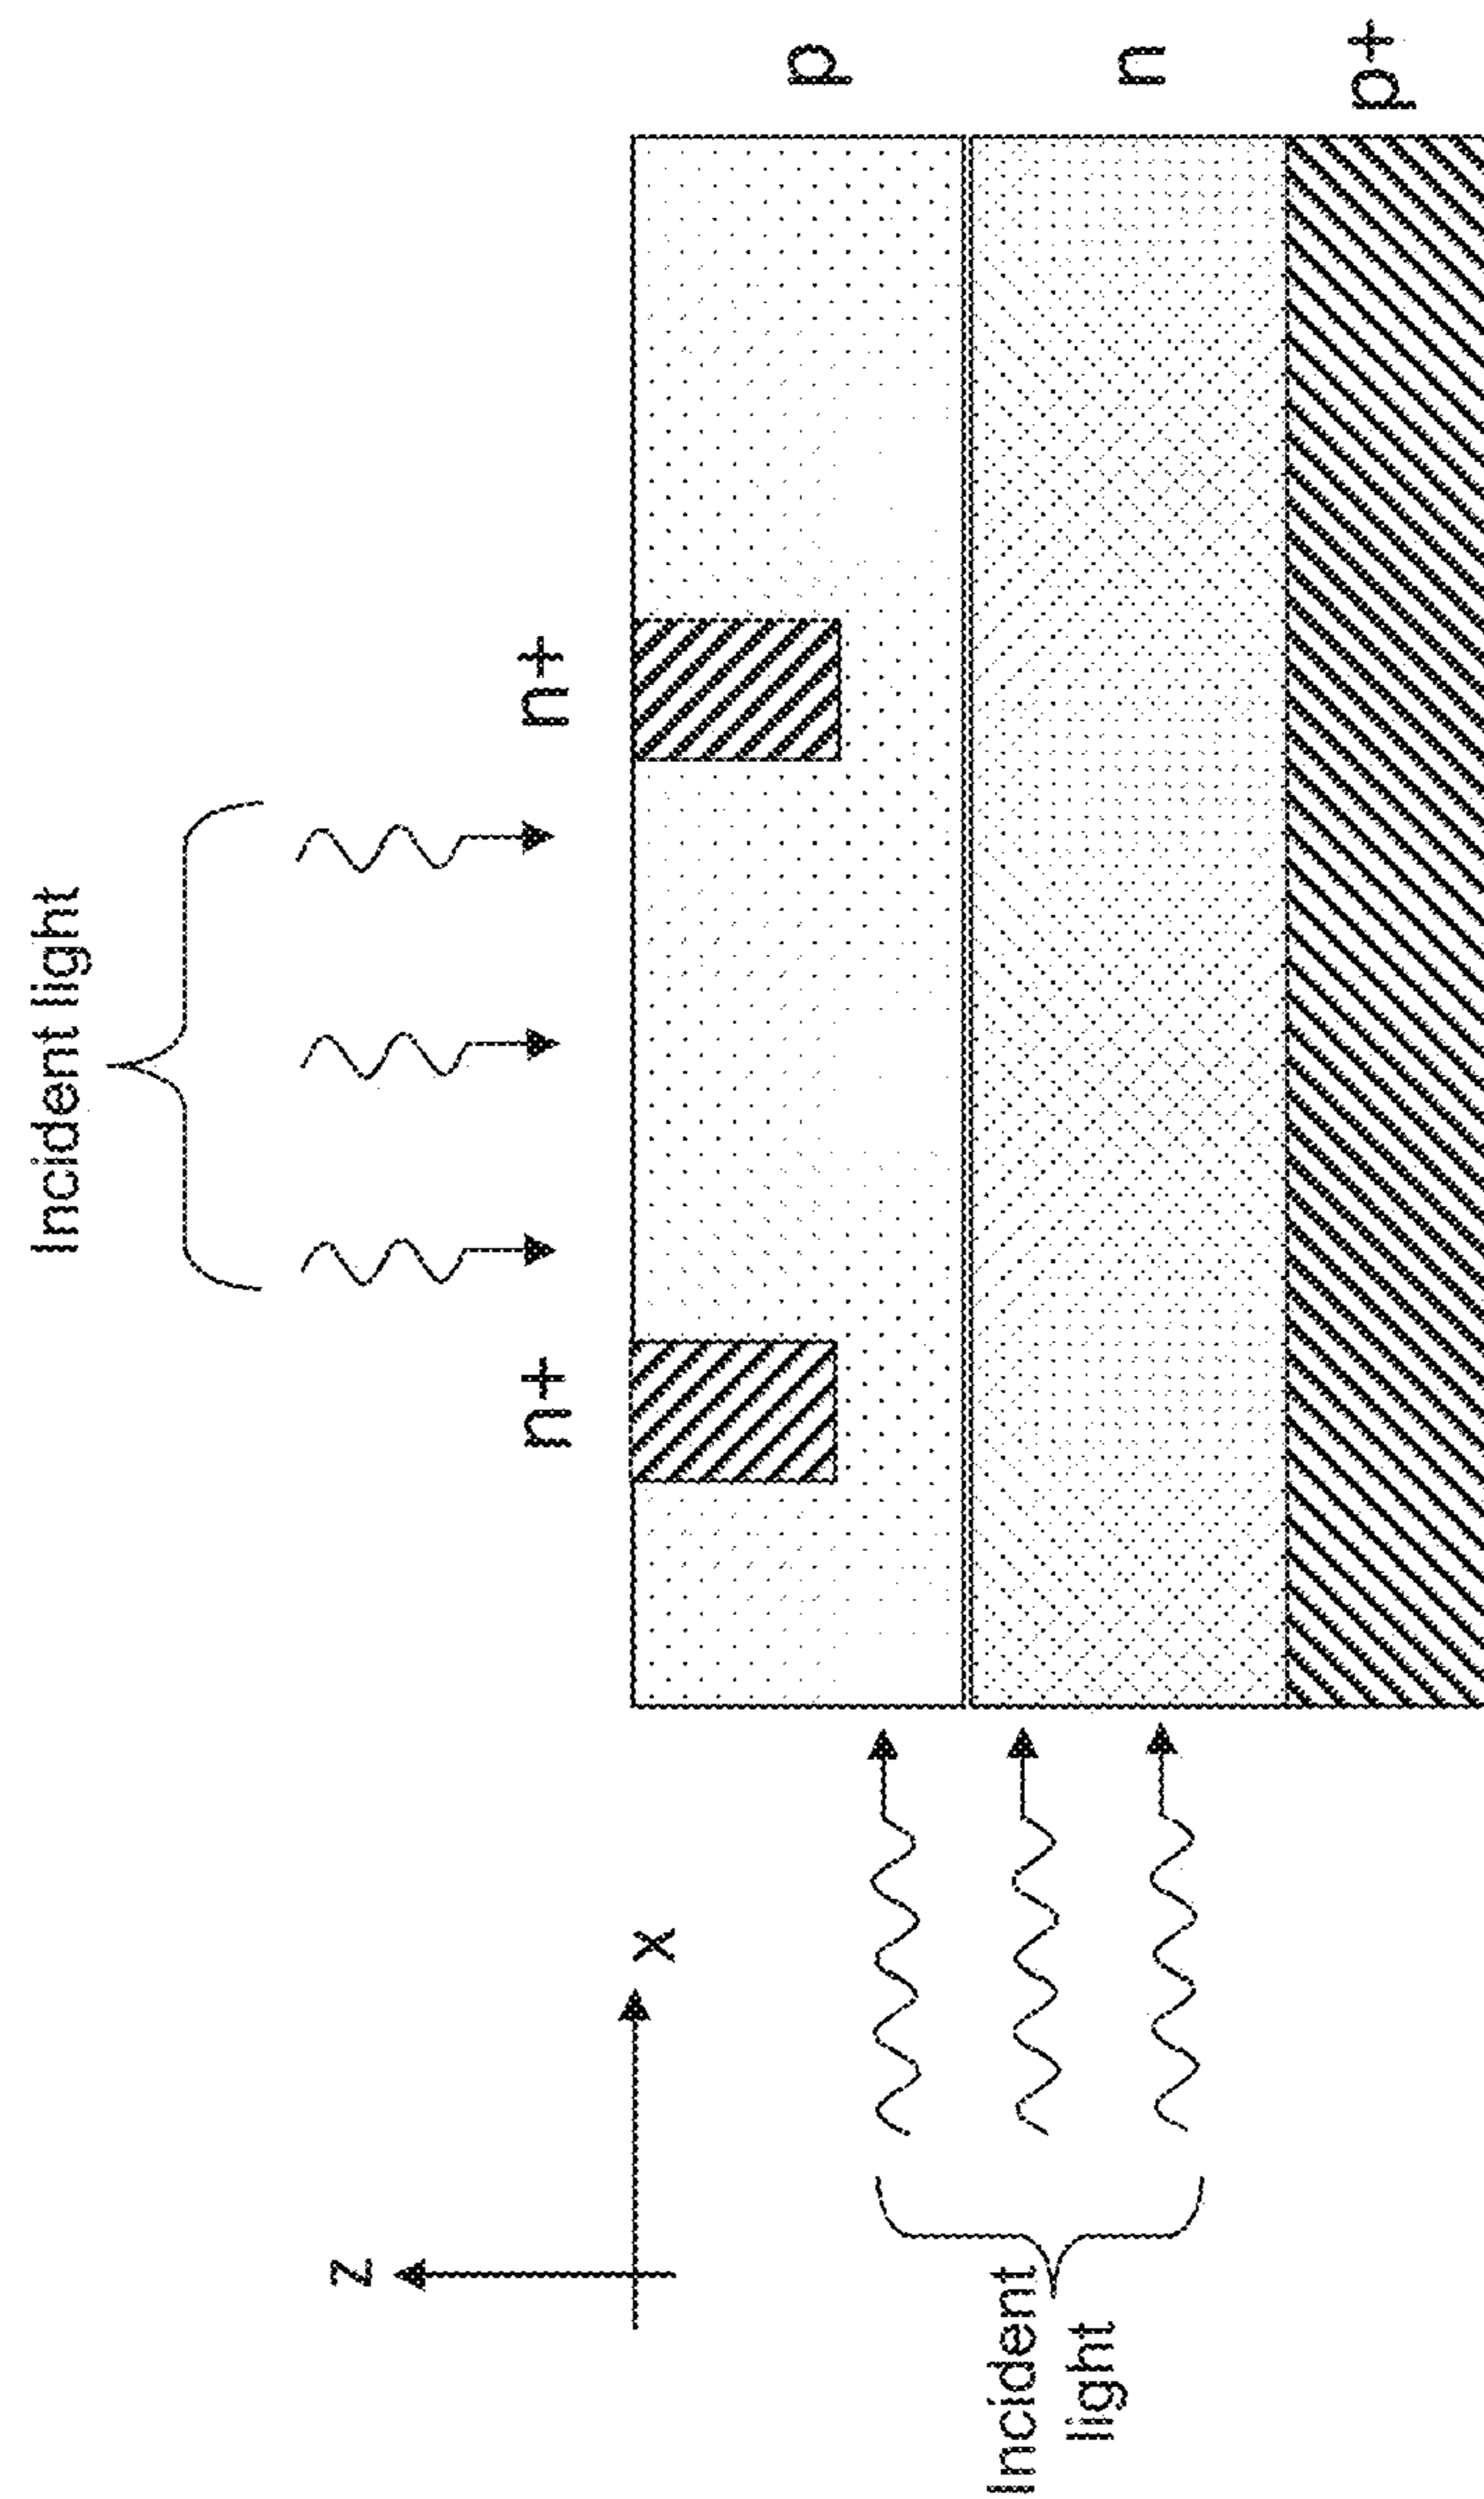 Incident light
n+
n+
p
n
p+
z
x
Incident
light